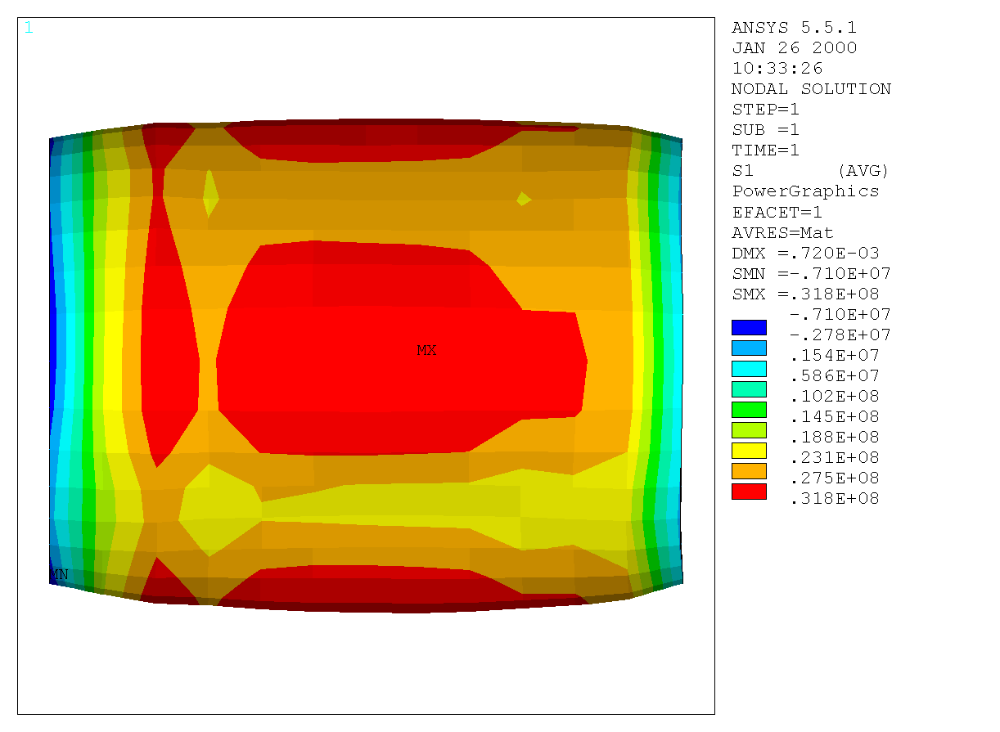 1
ANSYS 5.5.1
JAN 26 2000
10:33:26
NODAL SOLUTION
STEP=1
SUB =1
TIME=1
S1 (AVG)
PowerGraphics
EFACET=1
AVRES=Mat
DMX =.720E-03
SMN =-.710E+07
SMX =.318E+08
-.710E+07
-.278E+07
.154E+07
.586E+07
.102E+08
.145E+08
.188E+08
.231E+08
.275E+08
.318E+08
MX
MN